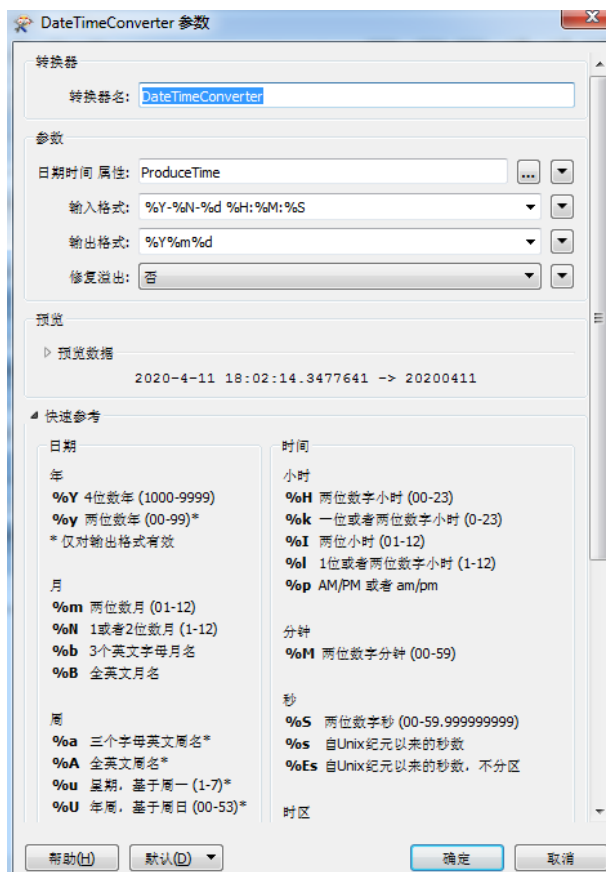 DateTimeConverter 参数
转换器
转换器名: DateTimeConverter
参数
日期时间 属性: ProduceTime
...
输入格式: %Y-%N-%d %H:%M:%S
输出格式: %Y%m%d
修复溢出: 否
预览
预览数据
2020-4-11 18:02:14.3477641 -> 20200411
快速参考
日期
年
%Y 4位数年 (1000-9999)
%y 两位数年 (00-99)*
* 仅对输出格式有效
月
%m 两位数月 (01-12)
%N 1或者2位数月 (1-12)
%b 3个英文字母月名
%B 全英文月名
周
%a 三个字母英文周名*
%A 全英文周名*
%u 星期，基于周一 (1-7)*
%U 年周，基于周日 (00-53)*
时间
小时
%H 两位数字小时 (00-23)
%k 一位或者两位数字小时 (0-23)
%I 两位小时 (01-12)
%l 1位或者两位数字小时 (1-12)
%p AM/PM 或者 am/pm
分钟
%M 两位数字分钟 (00-59)
秒
%S 两位数字秒 (00-59.999999999)
%s 自Unix纪元以来的秒数
%Es 自Unix纪元以来的秒数，不分区
时区
帮助(H)
默认(D)
确定
取消